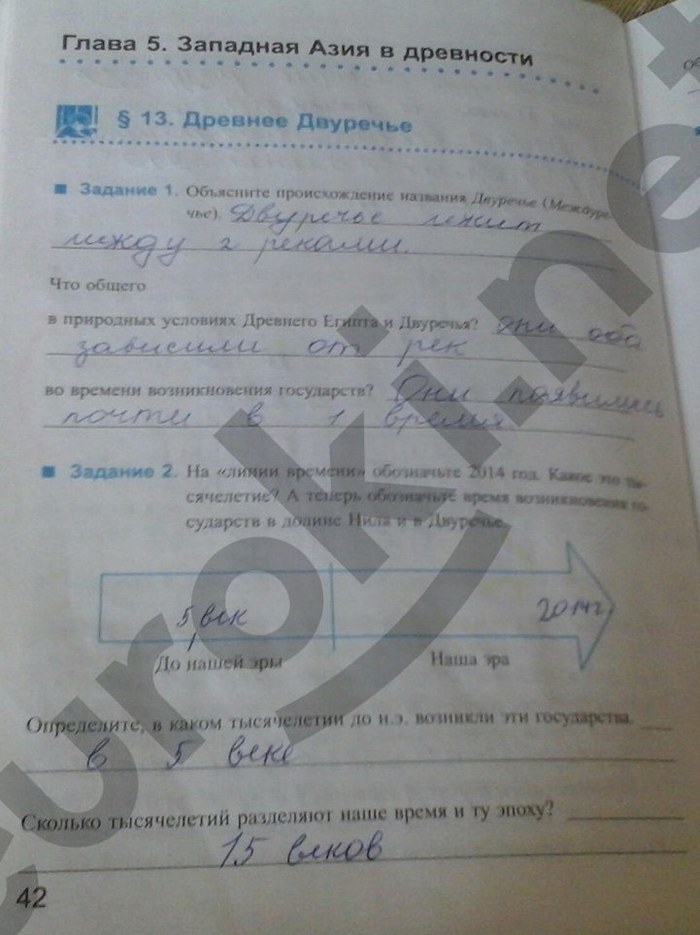 Глава 5. Западная Азия в древности
§ 13. Древнее Двуречье
Задание 1. Объясните происхождение названия Двуречье (Междуре-
чье). Двуречье лежит
между 2 реками.
Что общего
в природных условиях Древнего Египта и Двуречья? Они оба
зависили от рек
во времени возникновения государств? Они появились
почти в 1 время
Задание 2. На «линии времени» обозначьте 2014 год. Какое это ты-
сячелетие? А теперь обозначьте время возникновения го-
сударств в долине Нила и в Двуречье.
5 век
2014г
До нашей эры
Наша эра
Определите, в каком тысячелетии до н.э. возникли эти государства.
в 5 веке
Сколько тысячелетий разделяют наше время и ту эпоху?
15 веков
42
euroki.net